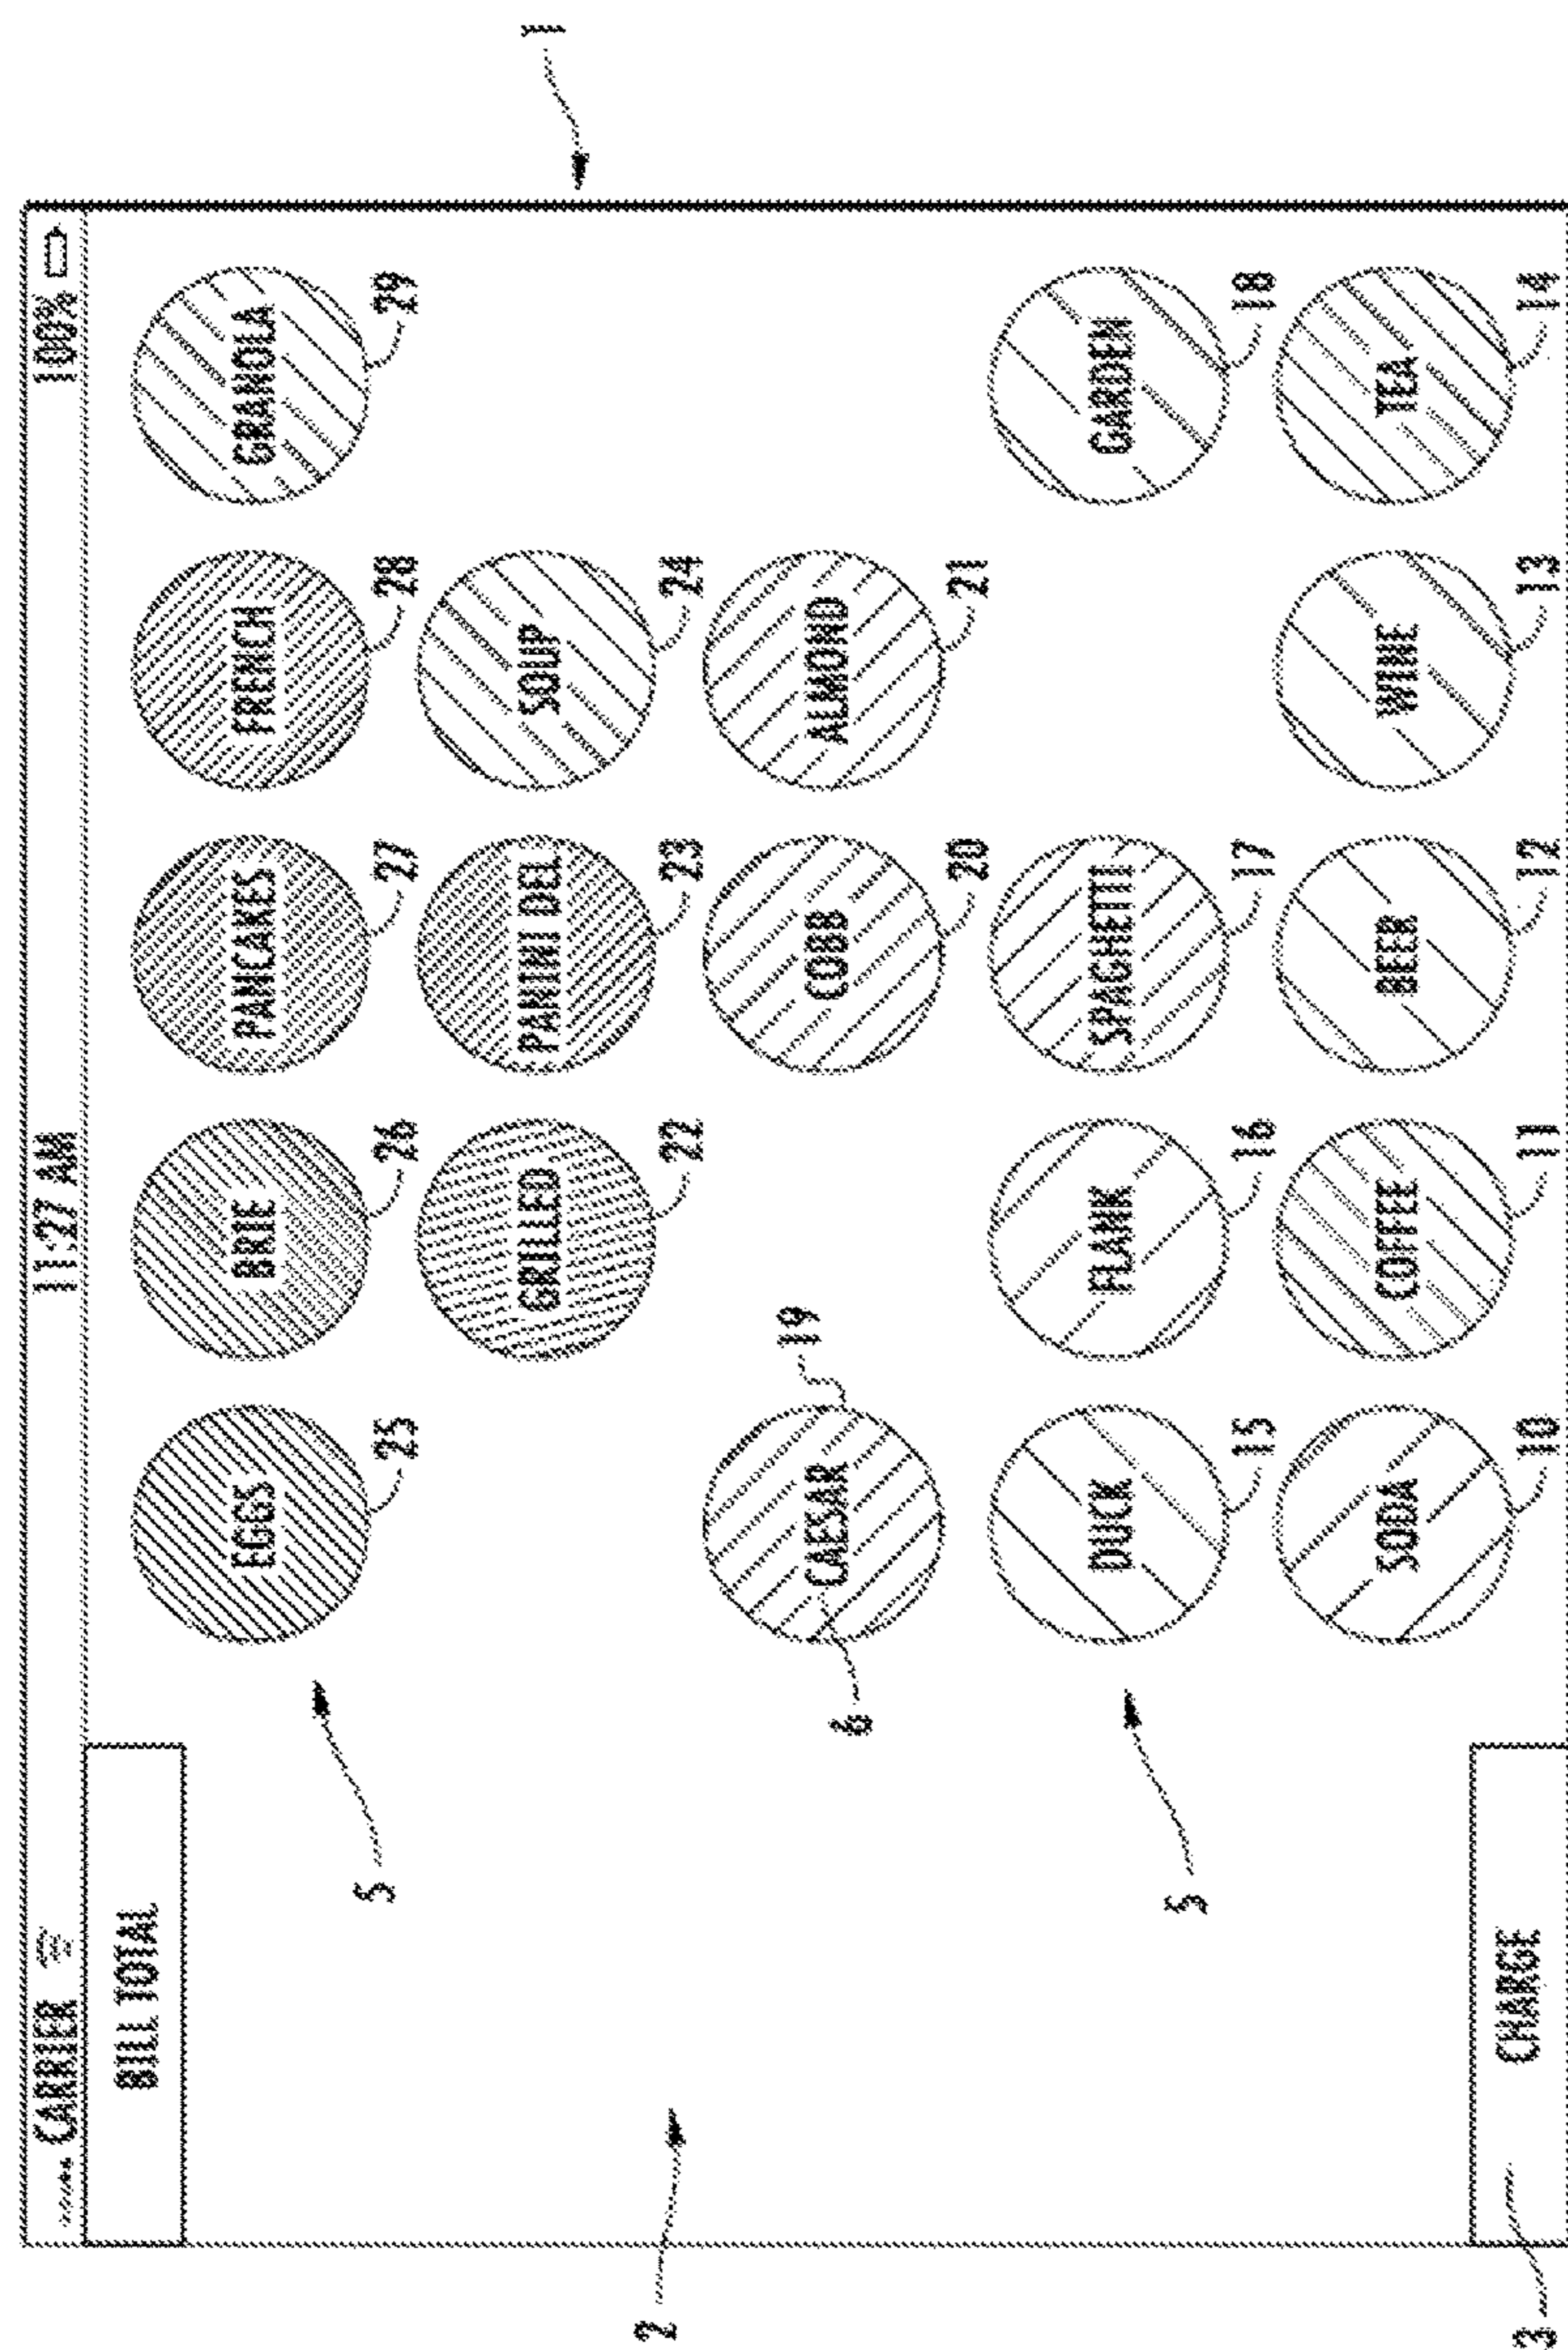 1
CARRIER 11:27 AM 100%
BILL TOTAL
EGGS BRIE PANCAKES FRENCH GRANOLA
25 26 27 28 29
5
GRILLED PANINI DEL SOUP
22 23 24
2
19
CAESAR COBB ALMOND
6 20 21
DUCK FLANK SPAGHETTI GARDEN
5 15 16 17 18
SODA COFFEE BEER WINE TEA
10 11 12 13 14
CHARGE
3